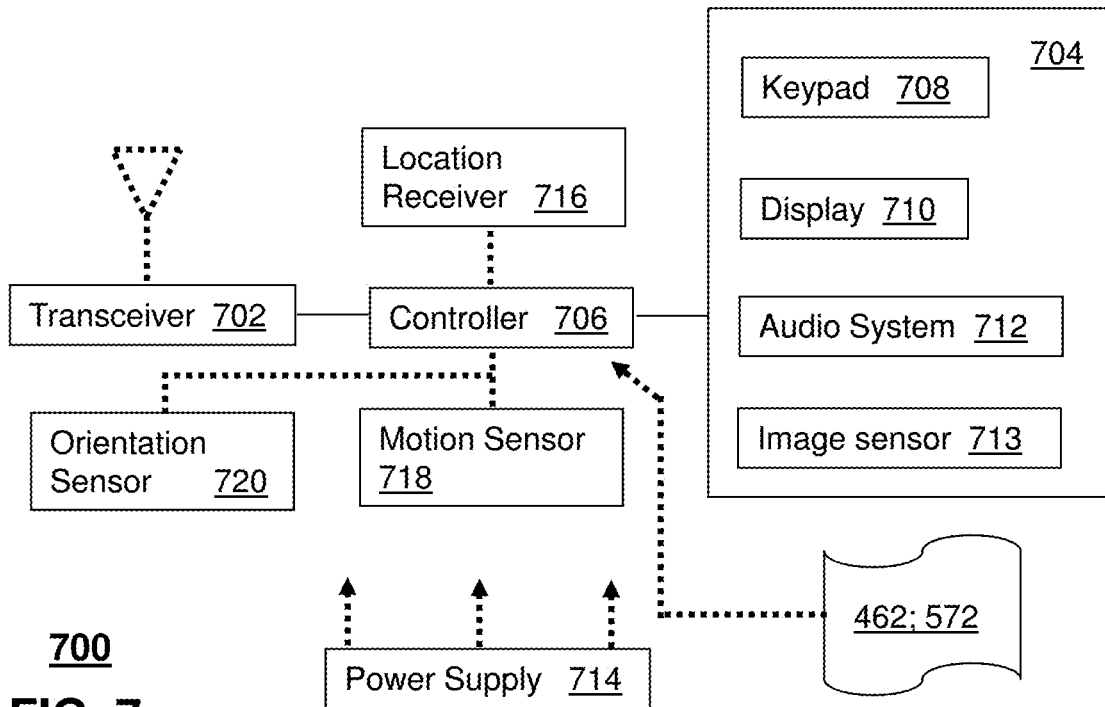 704
Keypad 708
Location
Receiver 716
Display 710
Transceiver 702
Controller 706
Audio System 712
Orientation
Sensor 720
Motion Sensor
718
Image sensor 713
462; 572
700
Power Supply 714
FIG. 7